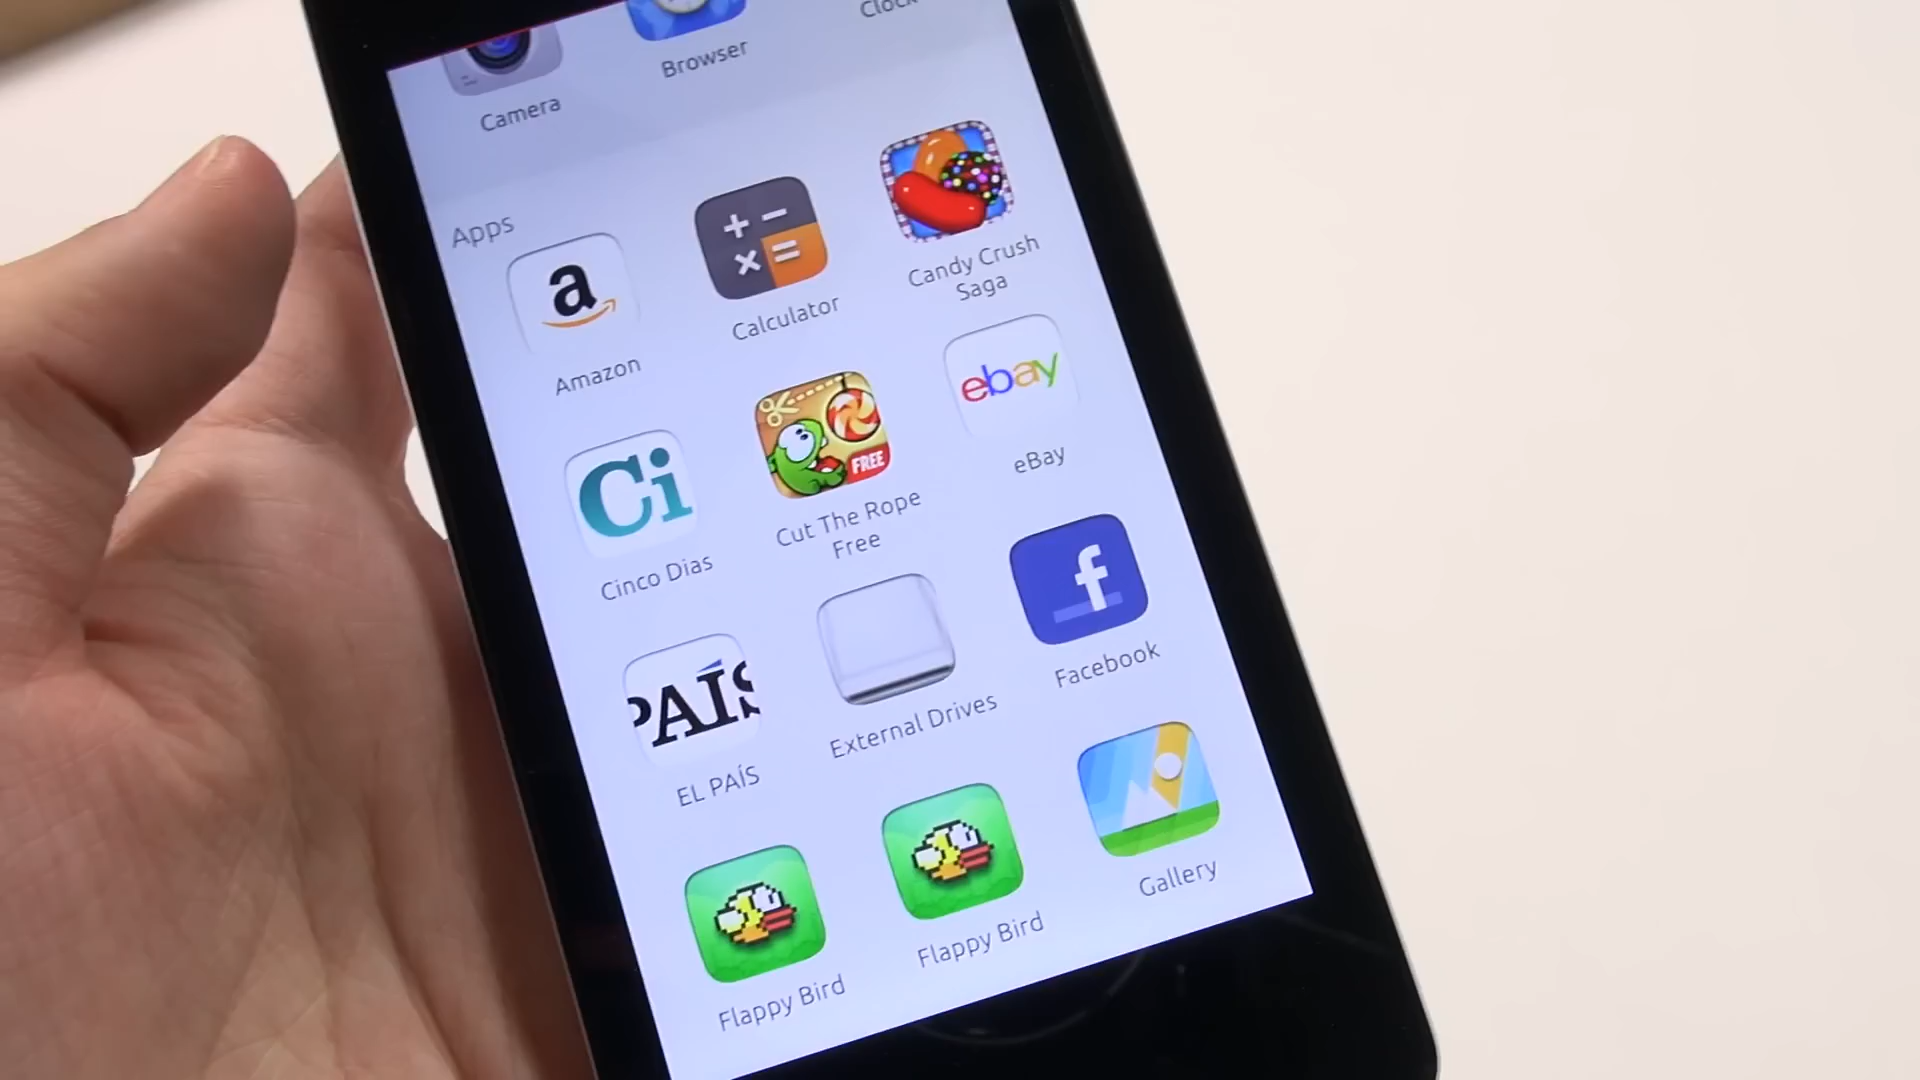 Camera
Browser
Clock
Apps
a
Amazon
+ −
× =
Calculator
Candy Crush
Saga
Ci
Cinco Dias
FREE
Cut The Rope
Free
ebay
eBay
PAÍS
EL PAÍS
External Drives
f
Facebook
Flappy Bird
Flappy Bird
Gallery